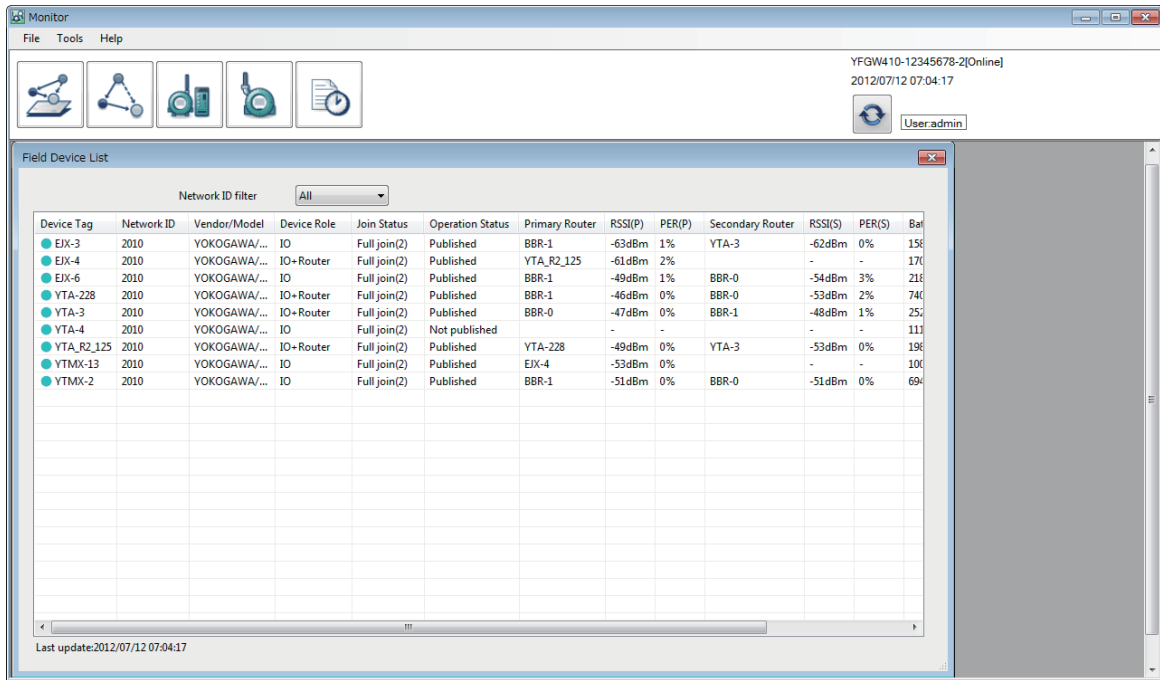 Monitor
File Tools Help
YFGW410-12345678-2[Online]
2012/07/12 07:04:17
User:admin
Field Device List
Network ID filter All
Device Tag Network ID Vendor/Model Device Role Join Status Operation Status Primary Router RSSI(P) PER(P) Secondary Router RSSI(S) PER(S) Bat
EJX-3 2010 YOKOGAWA/... IO Full join(2) Published BBR-1 -63dBm 1% YTA-3 -62dBm 0% 158
EJX-4 2010 YOKOGAWA/... IO+Router Full join(2) Published YTA_R2_125 -61dBm 2% - - 170
EJX-6 2010 YOKOGAWA/... IO Full join(2) Published BBR-1 -49dBm 1% BBR-0 -54dBm 3% 218
YTA-228 2010 YOKOGAWA/... IO+Router Full join(2) Published BBR-1 -46dBm 0% BBR-0 -53dBm 2% 740
YTA-3 2010 YOKOGAWA/... IO+Router Full join(2) Published BBR-0 -47dBm 0% BBR-1 -48dBm 1% 252
YTA-4 2010 YOKOGAWA/... IO Full join(2) Not published - - - - 111
YTA_R2_125 2010 YOKOGAWA/... IO+Router Full join(2) Published YTA-228 -49dBm 0% YTA-3 -53dBm 0% 198
YTMX-13 2010 YOKOGAWA/... IO Full join(2) Published EJX-4 -53dBm 0% - - 100
YTMX-2 2010 YOKOGAWA/... IO Full join(2) Published BBR-1 -51dBm 0% BBR-0 -51dBm 0% 694
Last update:2012/07/12 07:04:17